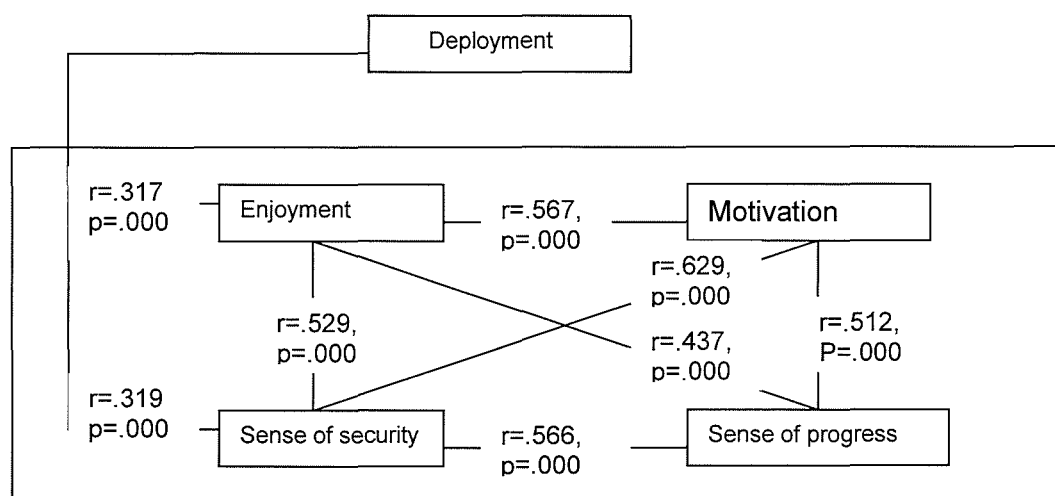 Deployment
r=.317
p=.000
Enjoyment
r=.567,
p=.000
Motivation
r=.629,
p=.000
r=.529,
p=.000
r=.437,
p=.000
r=.512,
P=.000
r=.319
p=.000
Sense of security
r=.566,
p=.000
Sense of progress